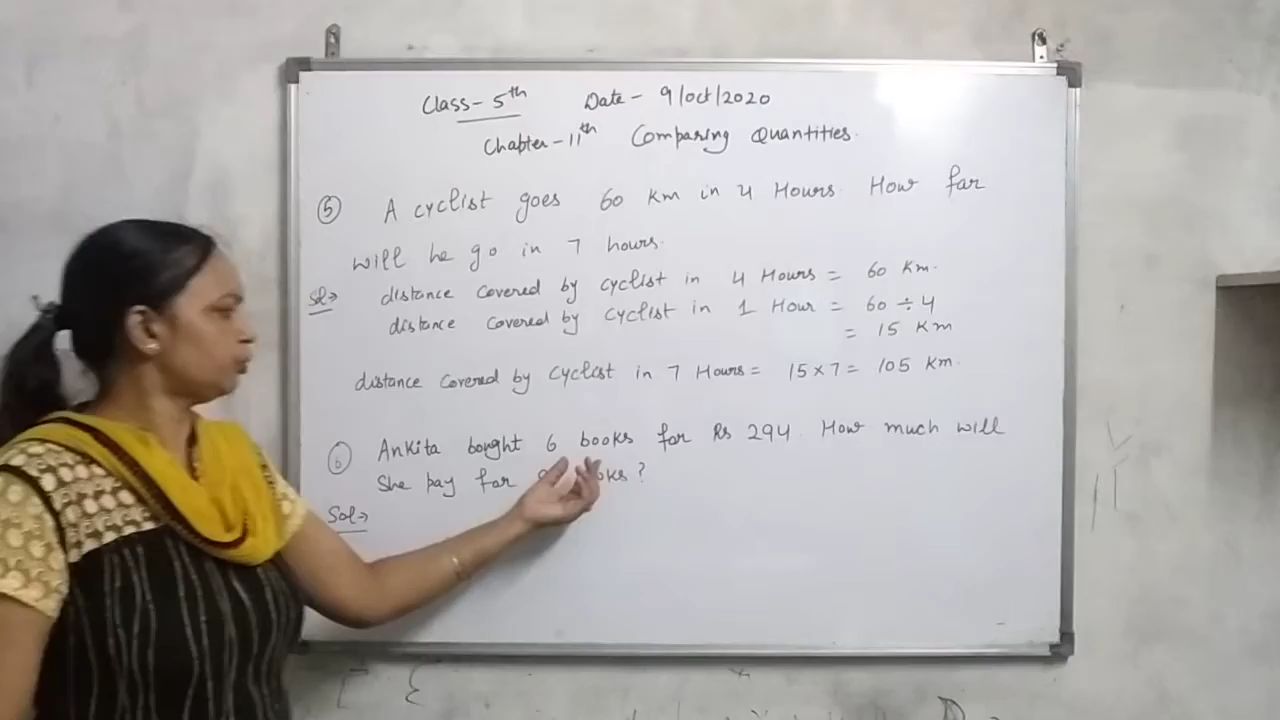 Class - 5th Date - 9/Oct/2020
Chapter - 11th Comparing Quantities.
5 A cyclist goes 60 km in 4 Hours. How far
will he go in 7 hours.
Sol→ distance covered by cyclist in 4 Hours = 60 Km.
distance covered by cyclist in 1 Hour = 60 ÷ 4
= 15 Km
distance covered by cyclist in 7 Hours = 15 × 7 = 105 Km.
6 Ankita bought 6 books for Rs 294. How much will
She pay for ?
Sol→